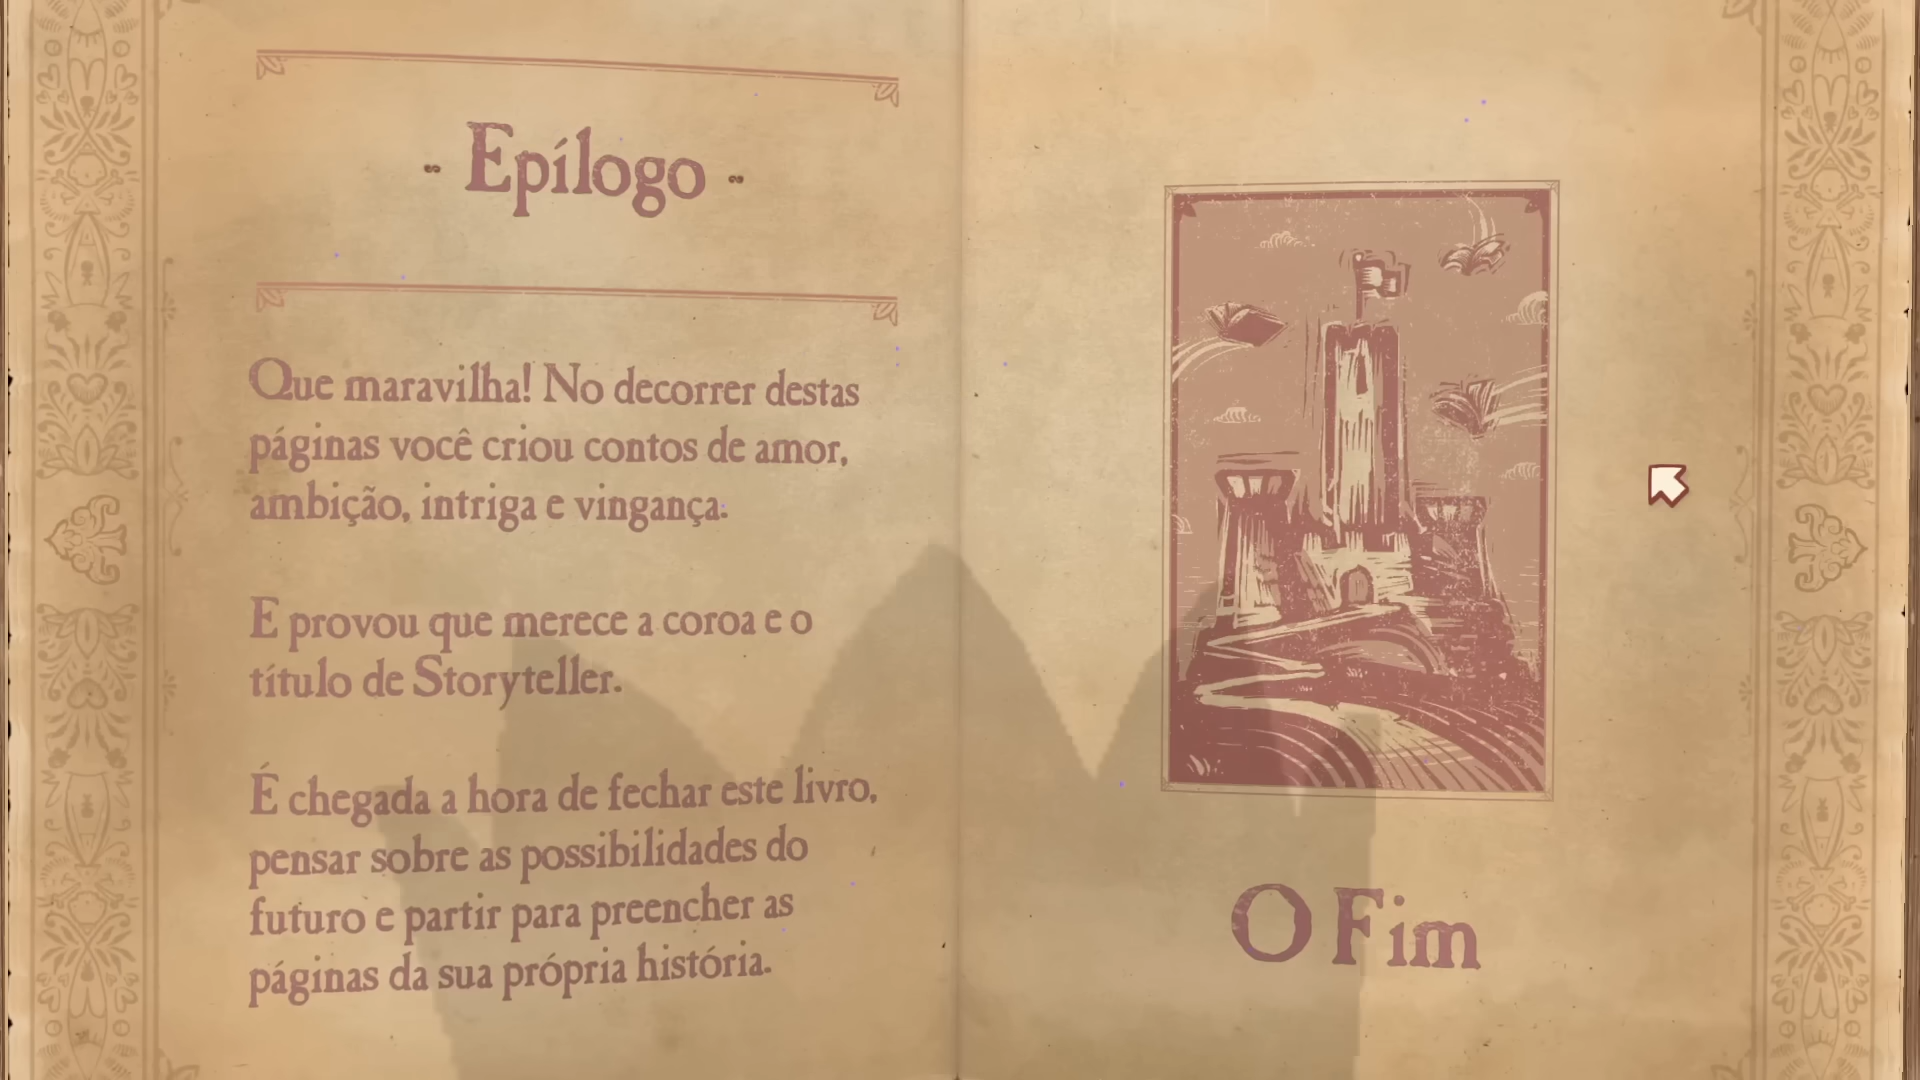 Epílogo
Que maravilha! No decorrer destas
páginas você criou contos de amor,
ambição, intriga e vingança.
E provou que merece a coroa e o
título de Storyteller.
É chegada a hora de fechar este livro,
pensar sobre as possibilidades do
futuro e partir para preencher as
páginas da sua própria história.
O Fim